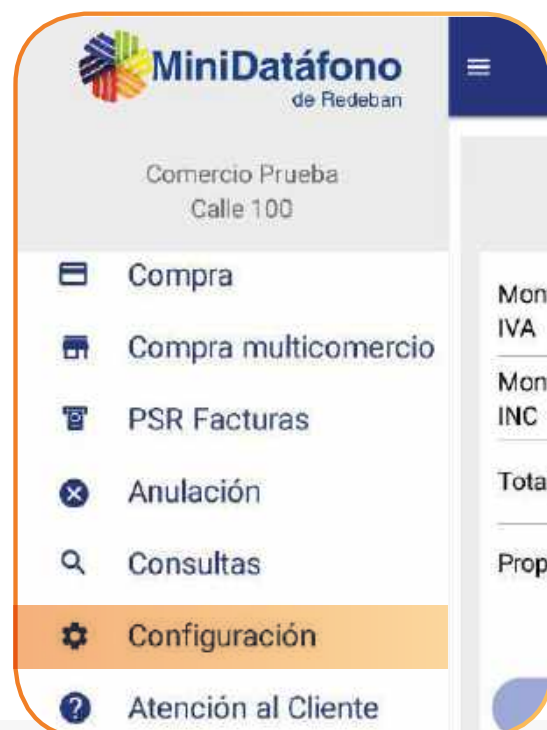 MiniDatáfono
de Redeban
Comercio Prueba
Calle 100
Compra
Compra multicomercio
PSR Facturas
Anulación
Consultas
Configuración
Atención al Cliente
Mon
IVA
Mon
INC
Tota
Prop